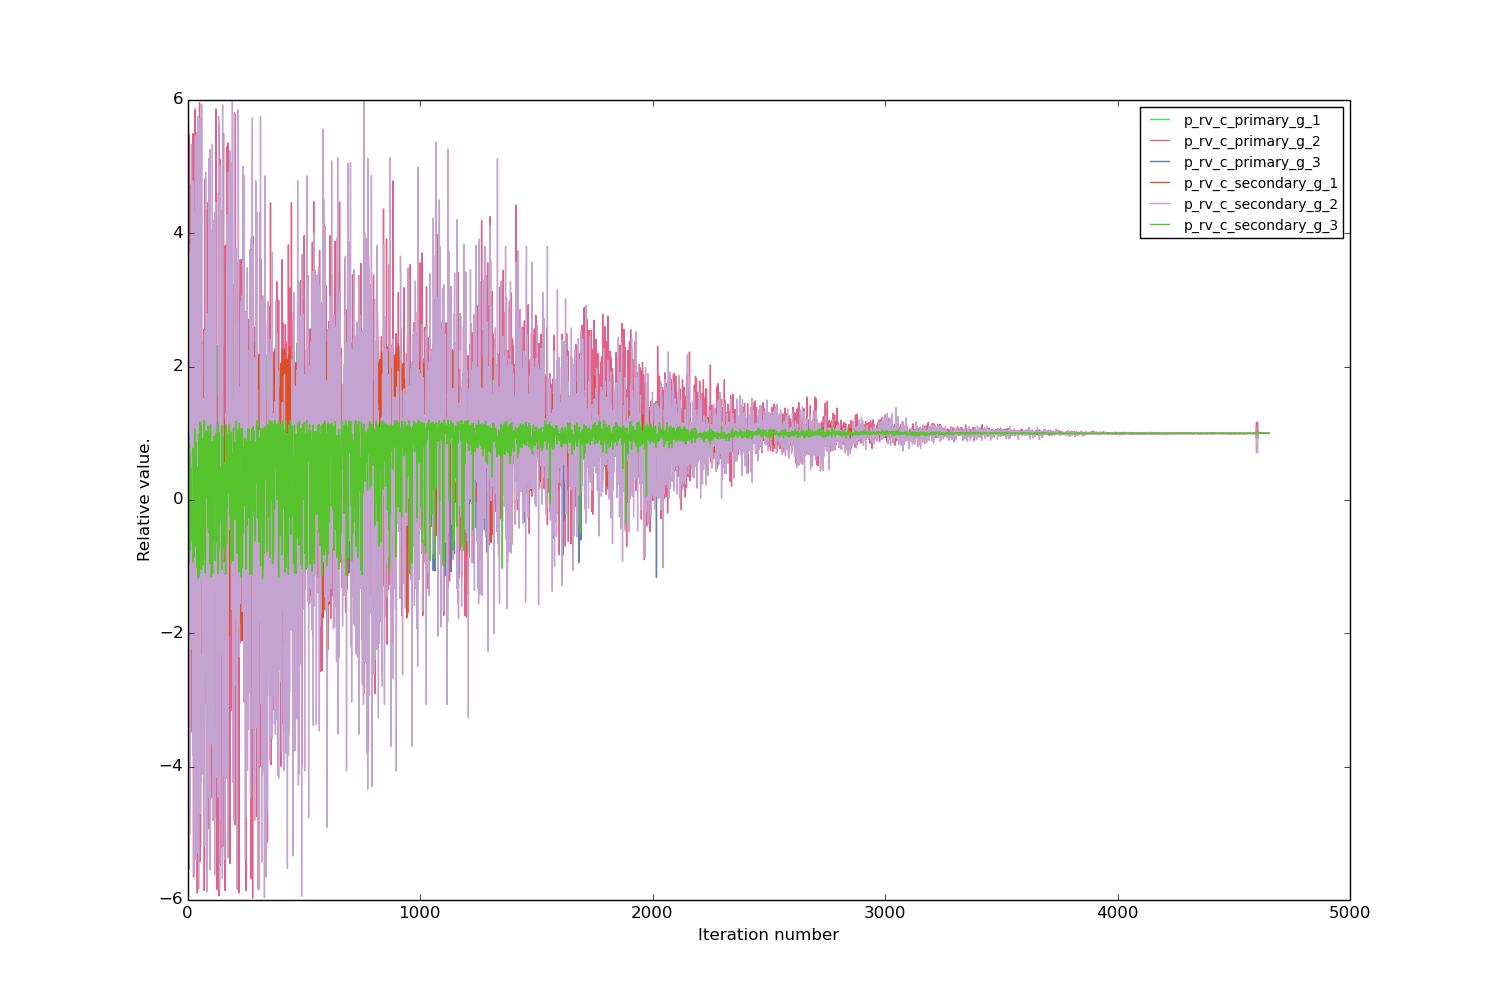 6
4
2
0
−2
−4
−6
Relative value.
p_rv_c_primary_g_1
p_rv_c_primary_g_2
p_rv_c_primary_g_3
p_rv_c_secondary_g_1
p_rv_c_secondary_g_2
p_rv_c_secondary_g_3
0 1000 2000 3000 4000 5000
Iteration number